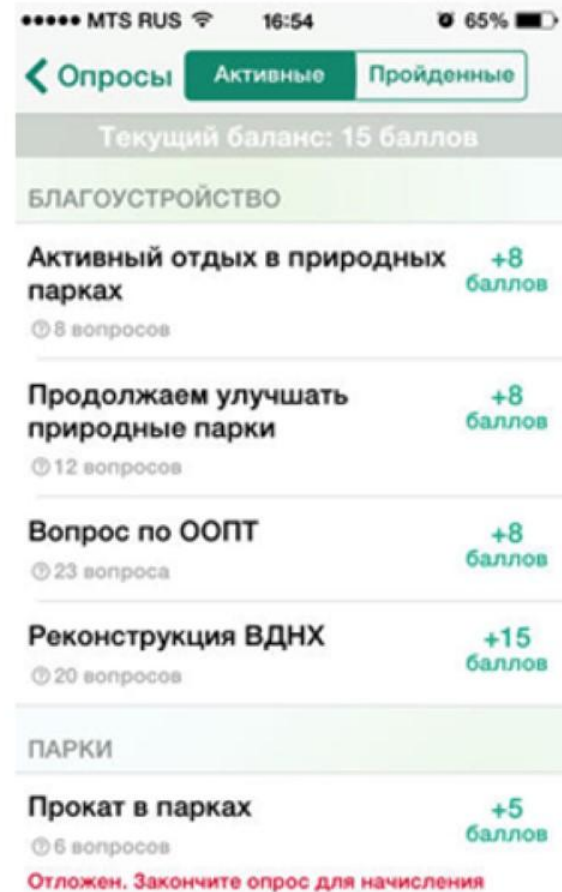 MTS RUS 16:54 65%
Опросы Активные Пройденные
Текущий баланс: 15 баллов
БЛАГОУСТРОЙСТВО
Активный отдых в природных +8
парках баллов
8 вопросов
Продолжаем улучшать +8
природные парки баллов
12 вопросов
Вопрос по ООПТ +8
баллов
23 вопроса
Реконструкция ВДНХ +15
баллов
20 вопросов
ПАРКИ
Прокат в парках +5
баллов
6 вопросов
Отложен. Закончите опрос для начисления